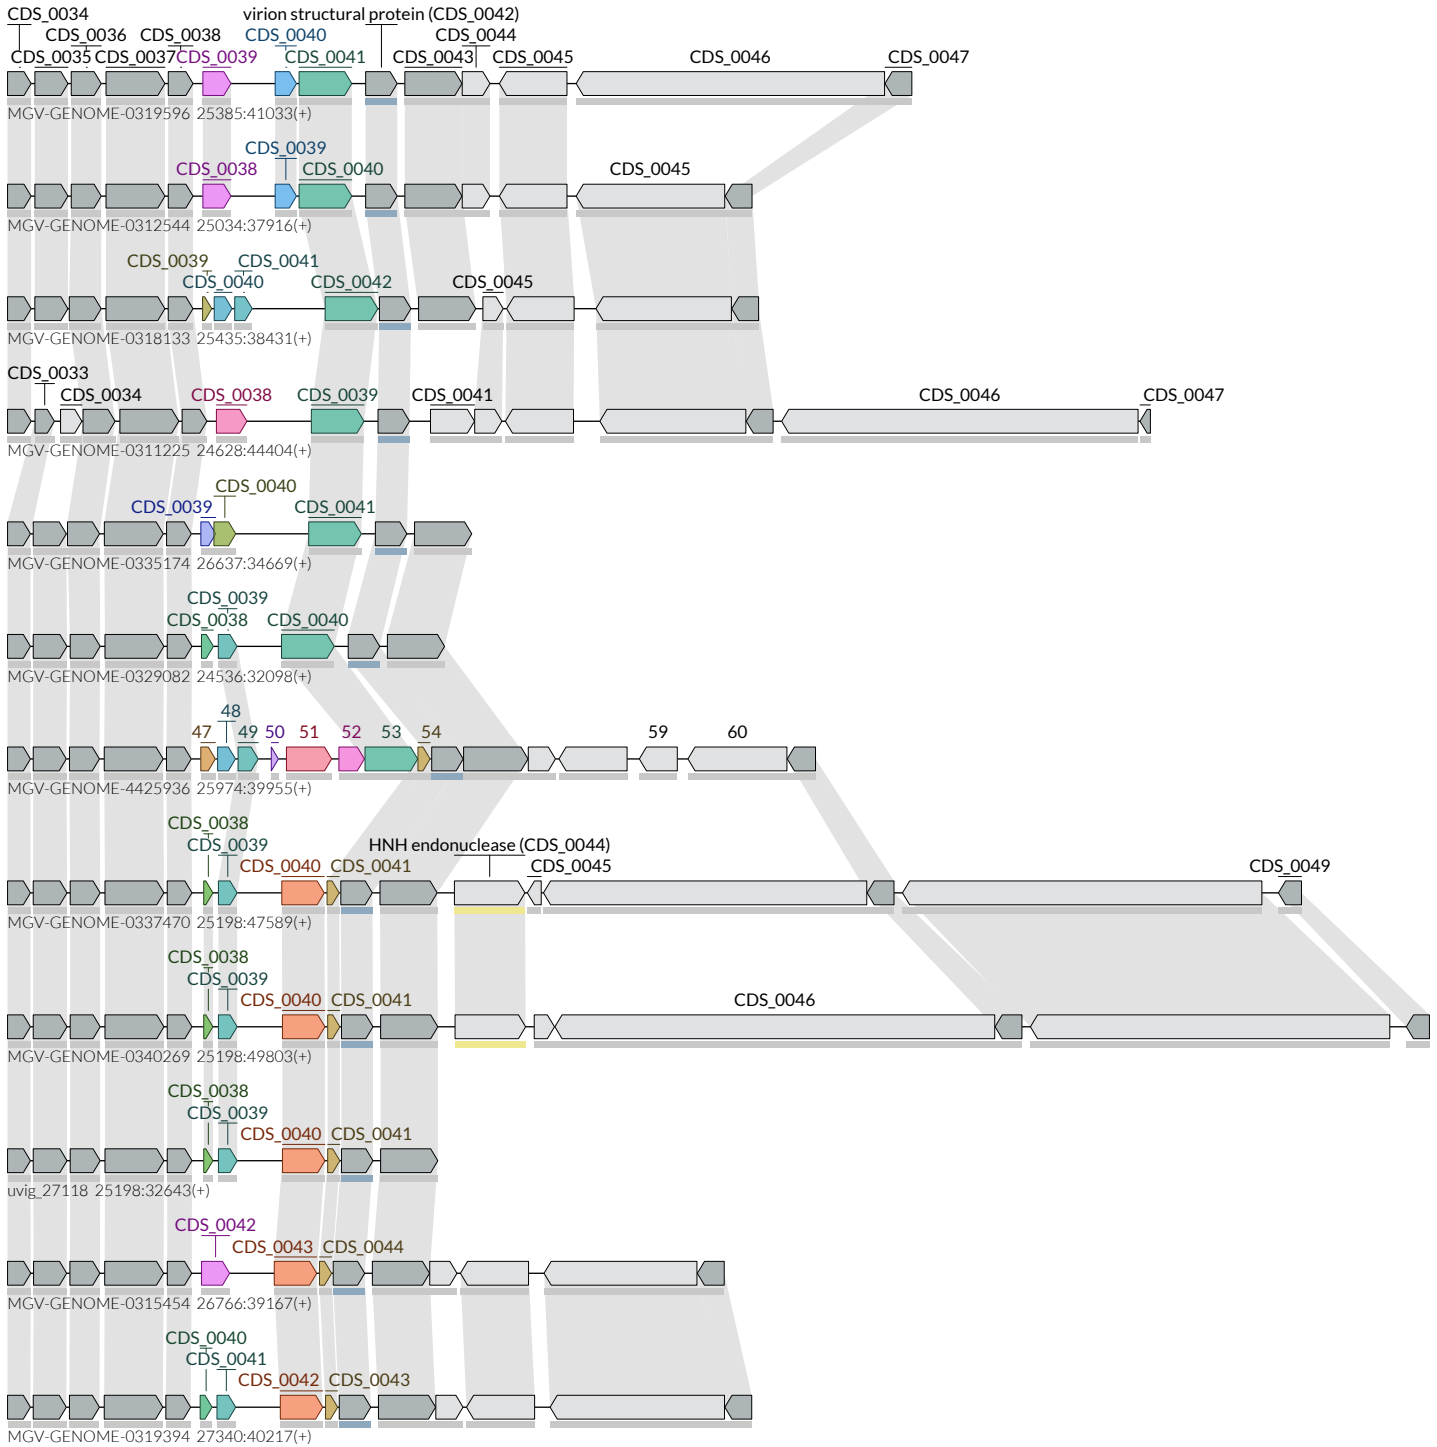 CDS_0034 virion structural protein (CDS_0042)
CDS_0036 CDS_0038 CDS_0040 CDS_0044
CDS_0035 CDS_0037 CDS_0039 CDS_0041 CDS_0043 CDS_0045 CDS_0046 CDS_0047
MGV-GENOME-0319596 25385:41033(+)
CDS_0039
CDS_0038 CDS_0040 CDS_0045
MGV-GENOME-0312544 25034:37916(+)
CDS_0039 CDS_0041
CDS_0040 CDS_0042 CDS_0045
MGV-GENOME-0318133 25435:38431(+)
CDS_0033
CDS_0034 CDS_0038 CDS_0039 CDS_0041 CDS_0046 CDS_0047
MGV-GENOME-0311225 24628:44404(+)
CDS_0040
CDS_0039 CDS_0041
MGV-GENOME-0335174 26637:34669(+)
CDS_0039
CDS_0038 CDS_0040
MGV-GENOME-0329082 24536:32098(+)
48
47 49 50 51 52 53 54 59 60
MGV-GENOME-4425936 25974:39955(+)
CDS_0038
CDS_0039 HNH endonuclease (CDS_0044)
CDS_0040 CDS_0041 CDS_0045 CDS_0049
MGV-GENOME-0337470 25198:47589(+)
CDS_0038
CDS_0039
CDS_0040 CDS_0041 CDS_0046
MGV-GENOME-0340269 25198:49803(+)
CDS_0038
CDS_0039
CDS_0040 CDS_0041
uvig_27118 25198:32643(+)
CDS_0042
CDS_0043 CDS_0044
MGV-GENOME-0315454 26766:39167(+)
CDS_0040
CDS_0041
CDS_0042 CDS_0043
MGV-GENOME-0319394 27340:40217(+)